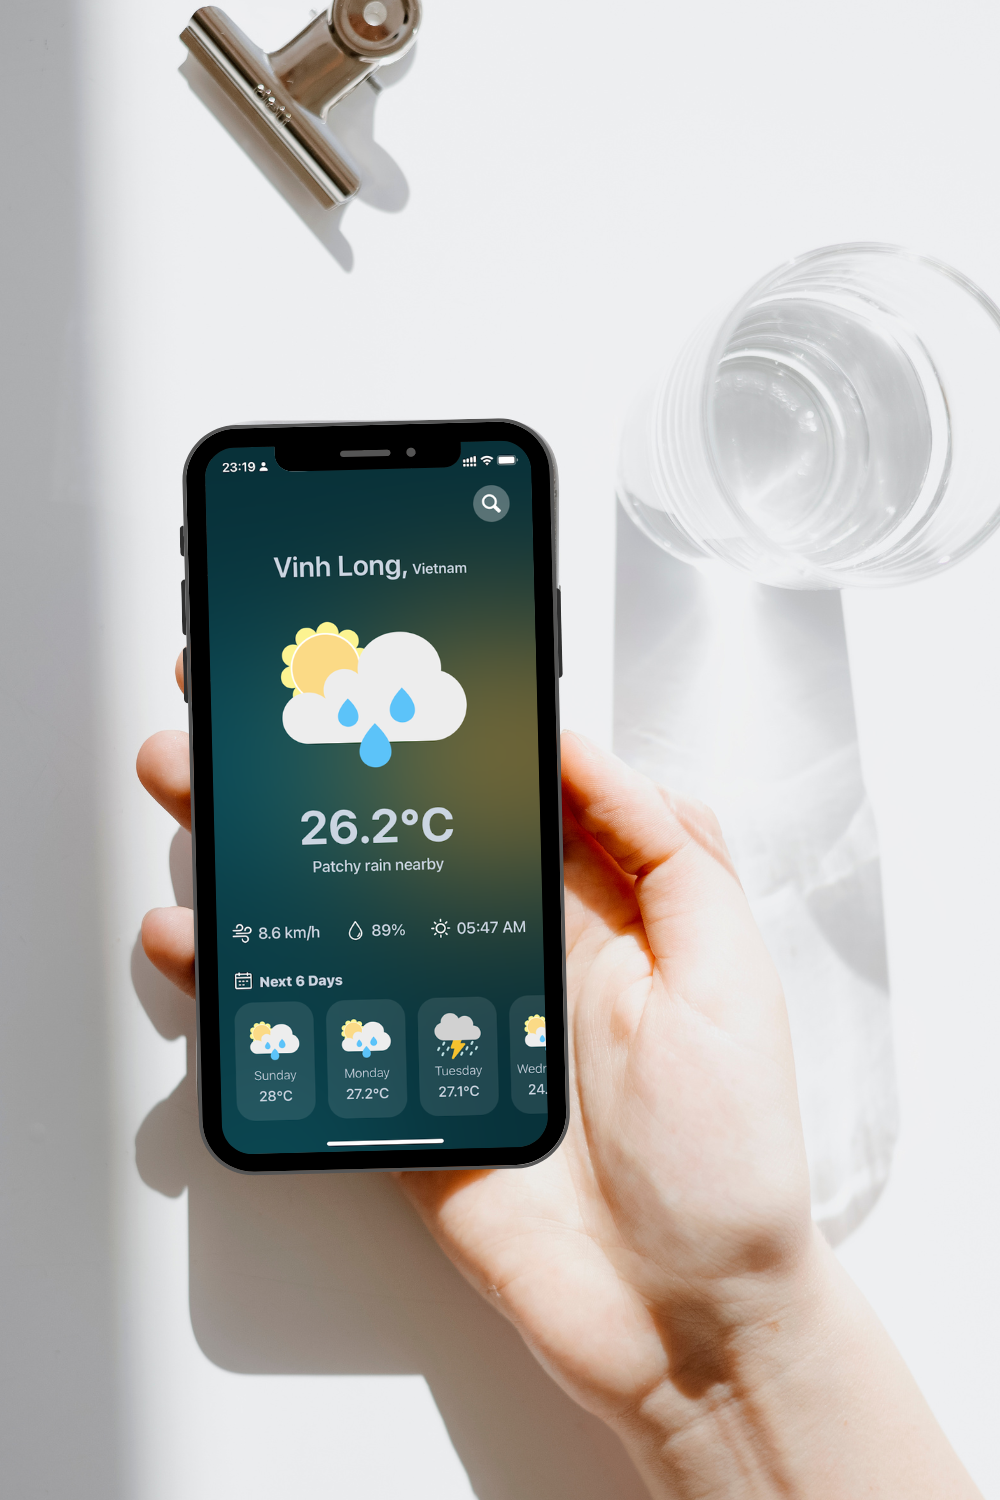 23:19
Vinh Long, Vietnam
26.2°C
Patchy rain nearby
8.6 km/h 89% 05:47 AM
Next 6 Days
Sunday Monday Tuesday Wedr
28°C 27.2°C 27.1°C 24.